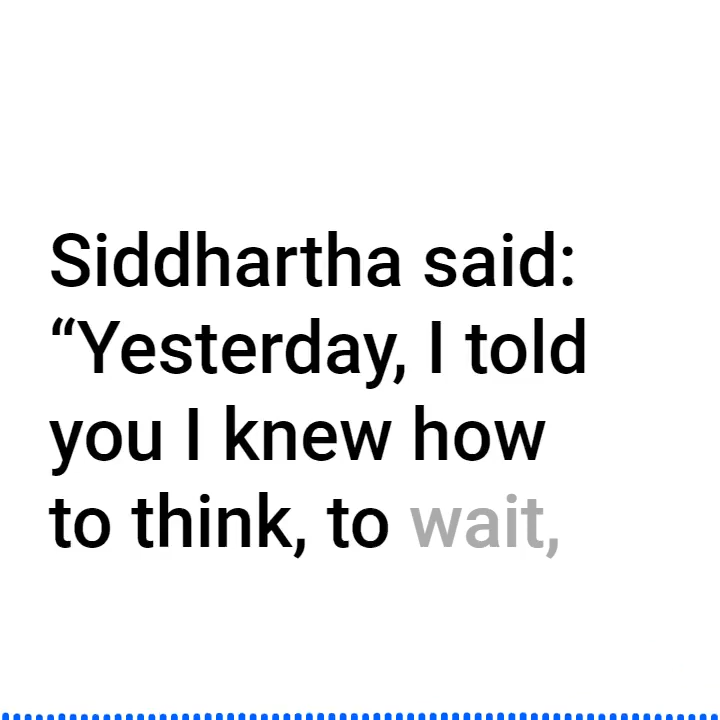 Siddhartha said:
“Yesterday, I told
you I knew how
to think, to wait,